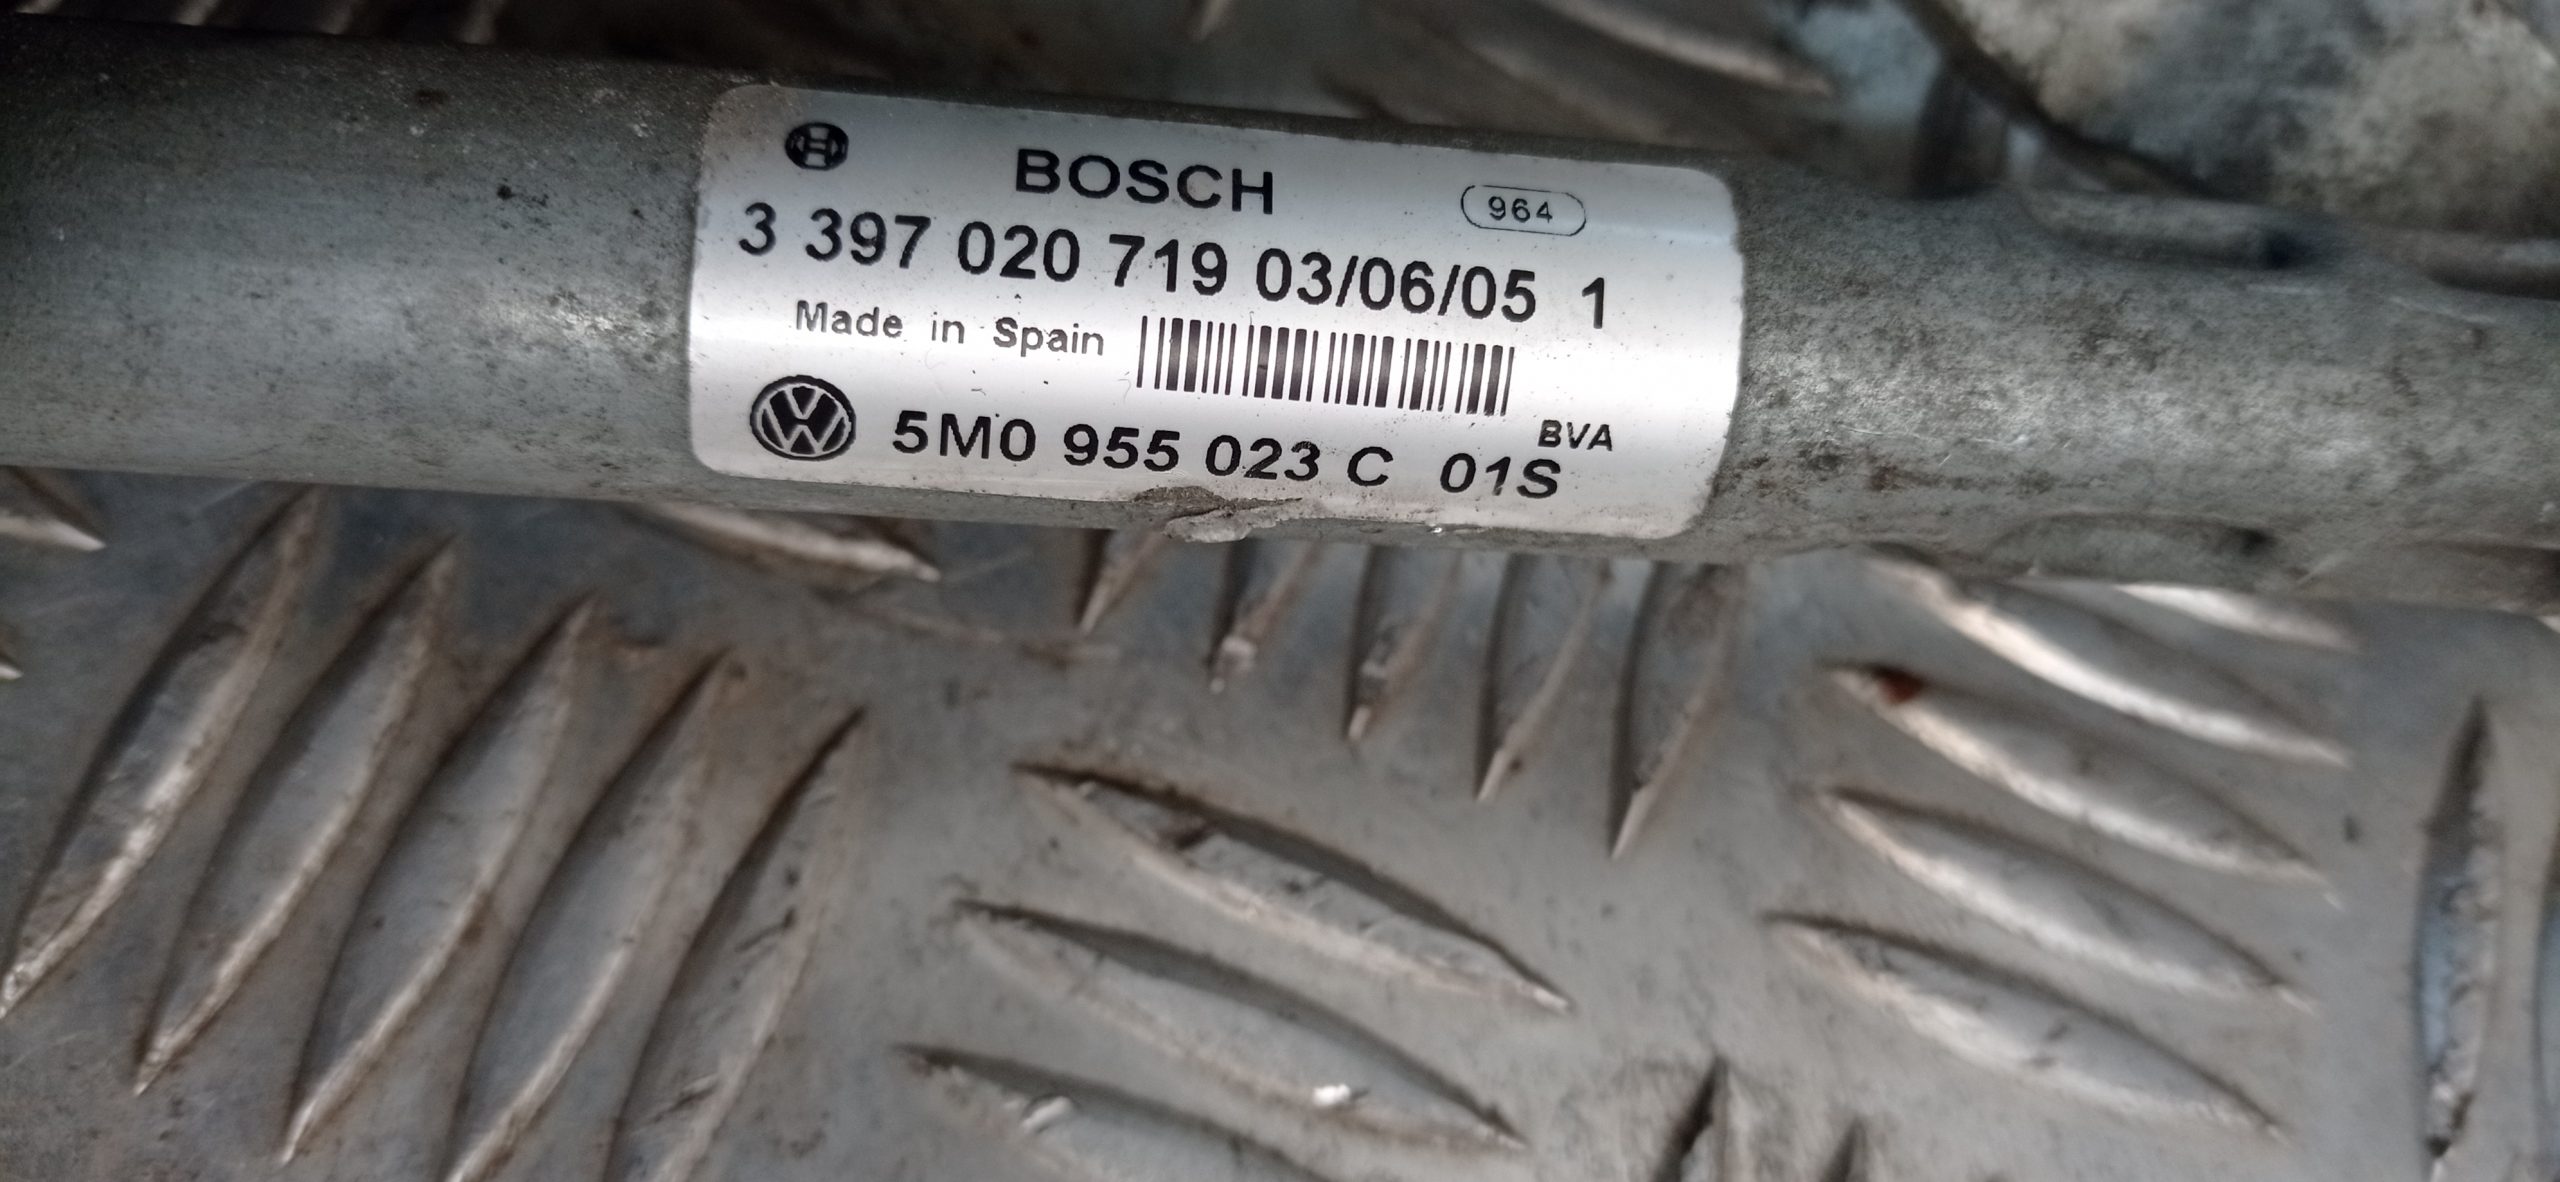 BOSCH 964
3 397 020 719 03/06/05 1
Made in Spain
BVA
5M0 955 023 C 01S